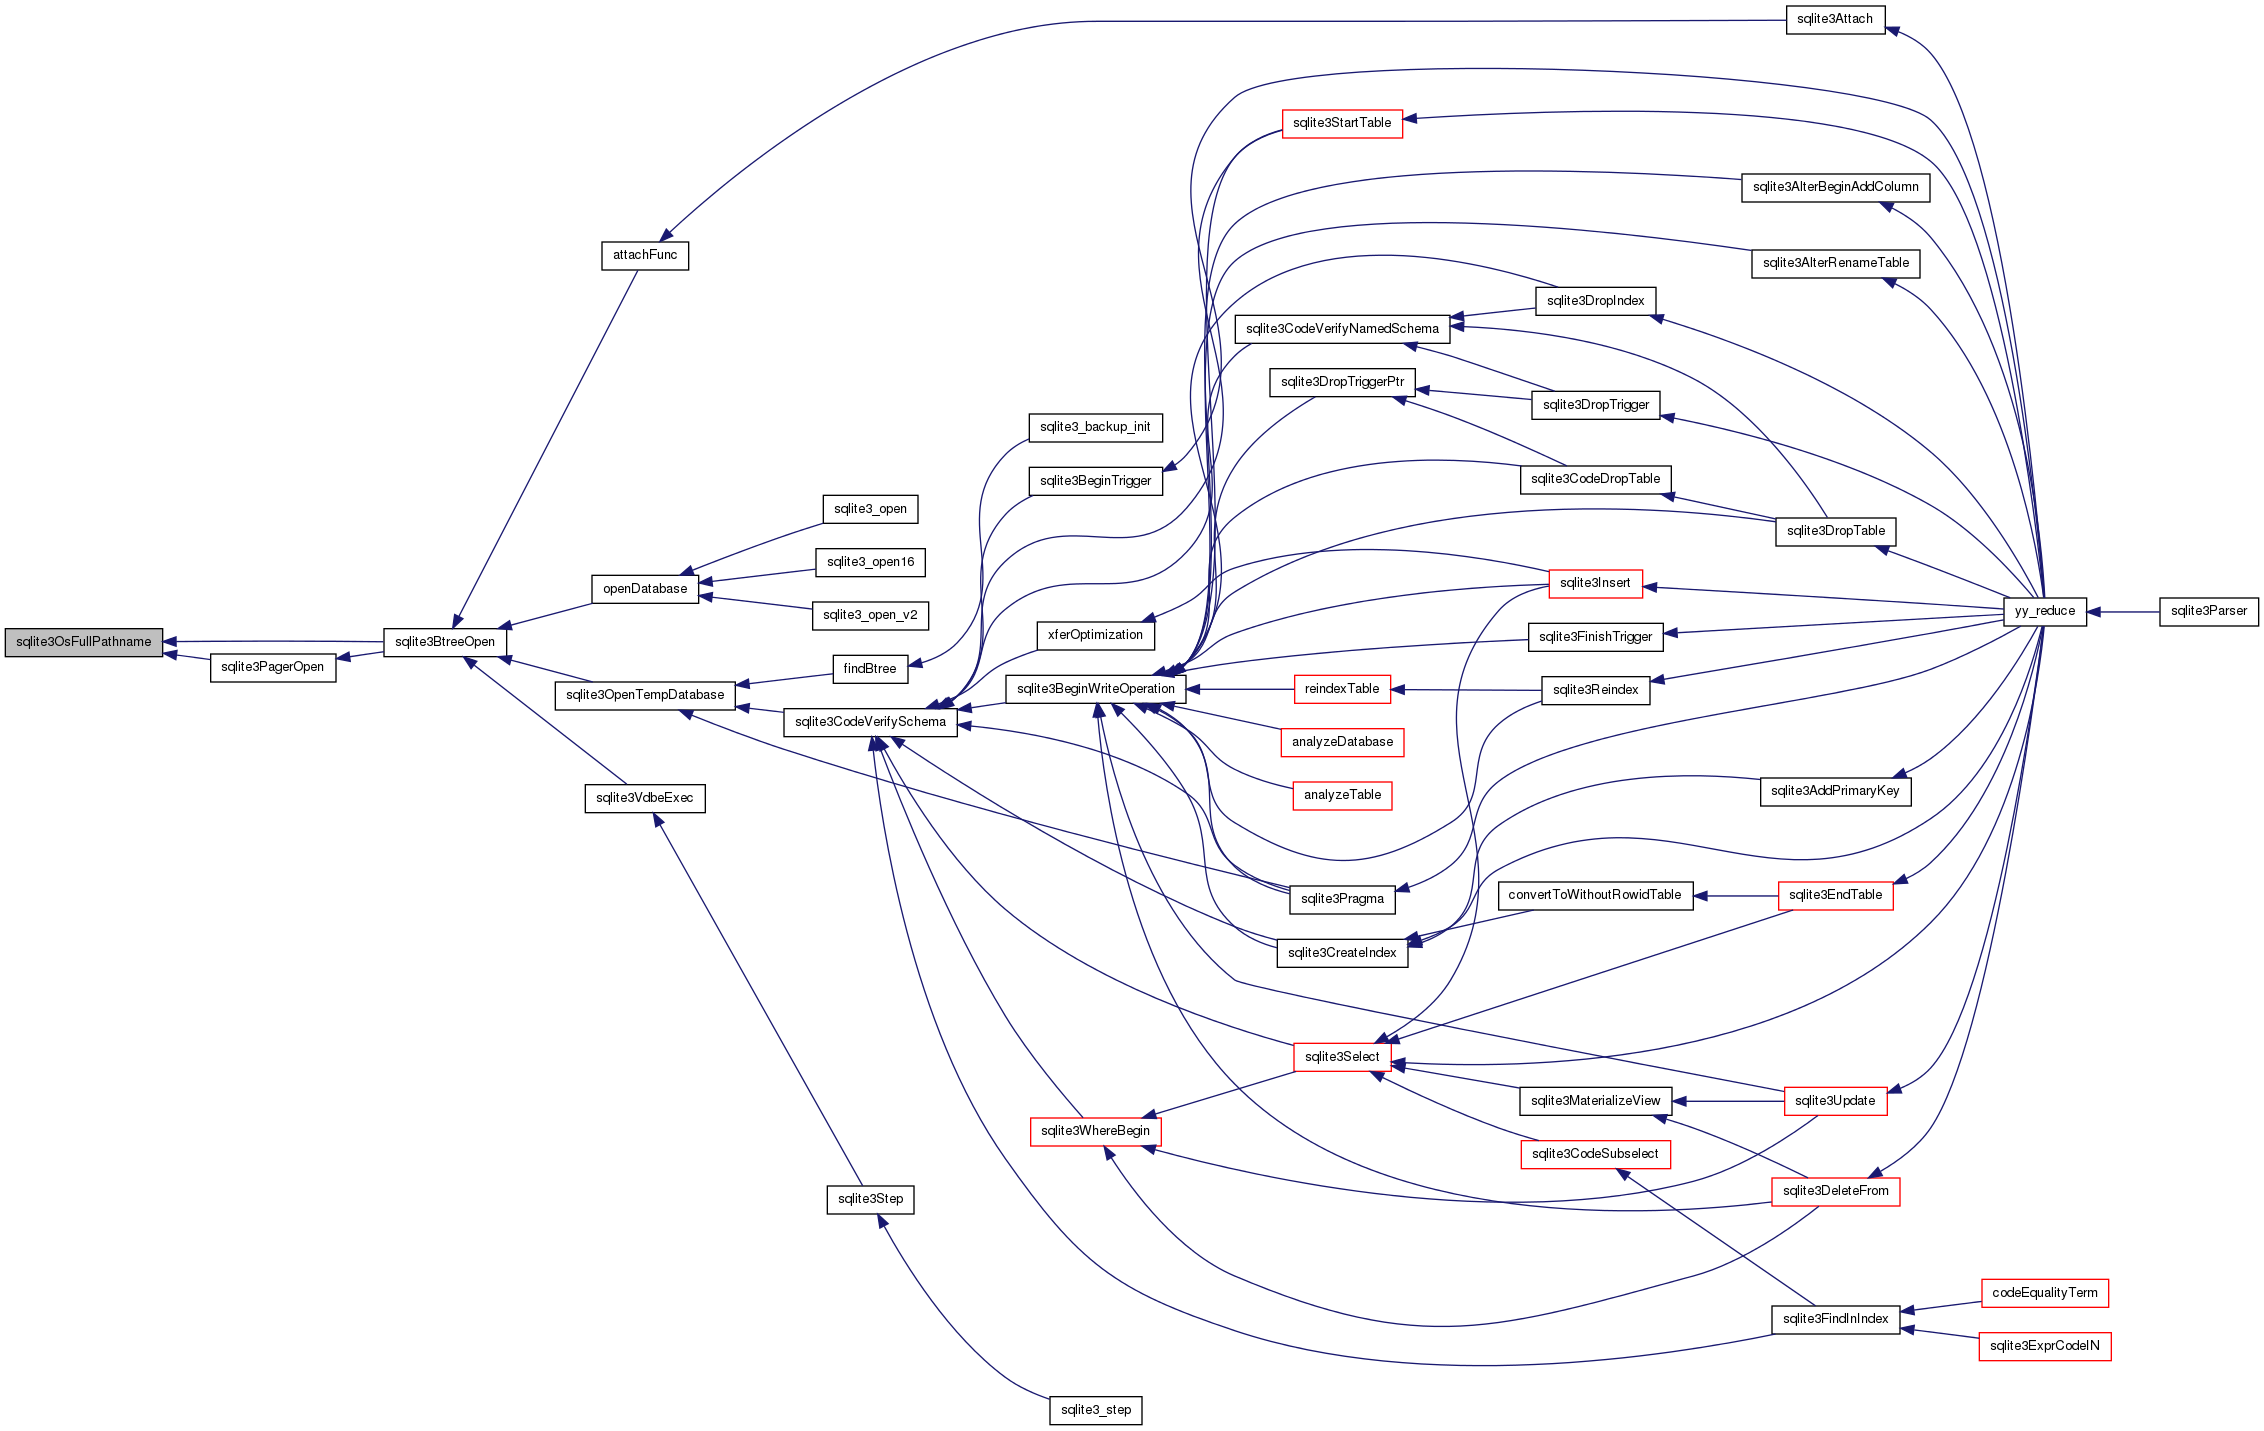 sqlite3Attach
sqlite3StartTable
sqlite3AlterBeginAddColumn
attachFunc
sqlite3AlterRenameTable
sqlite3DropIndex
sqlite3CodeVerifyNamedSchema
sqlite3DropTriggerPtr
sqlite3DropTrigger
sqlite3_backup_init
sqlite3BeginTrigger
sqlite3CodeDropTable
sqlite3_open
sqlite3DropTable
sqlite3_open16
openDatabase
sqlite3Insert
sqlite3_open_v2
yy_reduce
sqlite3Parser
sqlite3OsFullPathname
sqlite3BtreeOpen
xferOptimization
sqlite3FinishTrigger
sqlite3PagerOpen
findBtree
sqlite3OpenTempDatabase
sqlite3BeginWriteOperation
reindexTable
sqlite3Reindex
sqlite3CodeVerifySchema
analyzeDatabase
sqlite3VdbeExec
analyzeTable
sqlite3AddPrimaryKey
sqlite3Pragma
convertToWithoutRowidTable
sqlite3EndTable
sqlite3CreateIndex
sqlite3Select
sqlite3MaterializeView
sqlite3Update
sqlite3WhereBegin
sqlite3CodeSubselect
sqlite3Step
sqlite3DeleteFrom
codeEqualityTerm
sqlite3FindInIndex
sqlite3ExprCodeIN
sqlite3_step